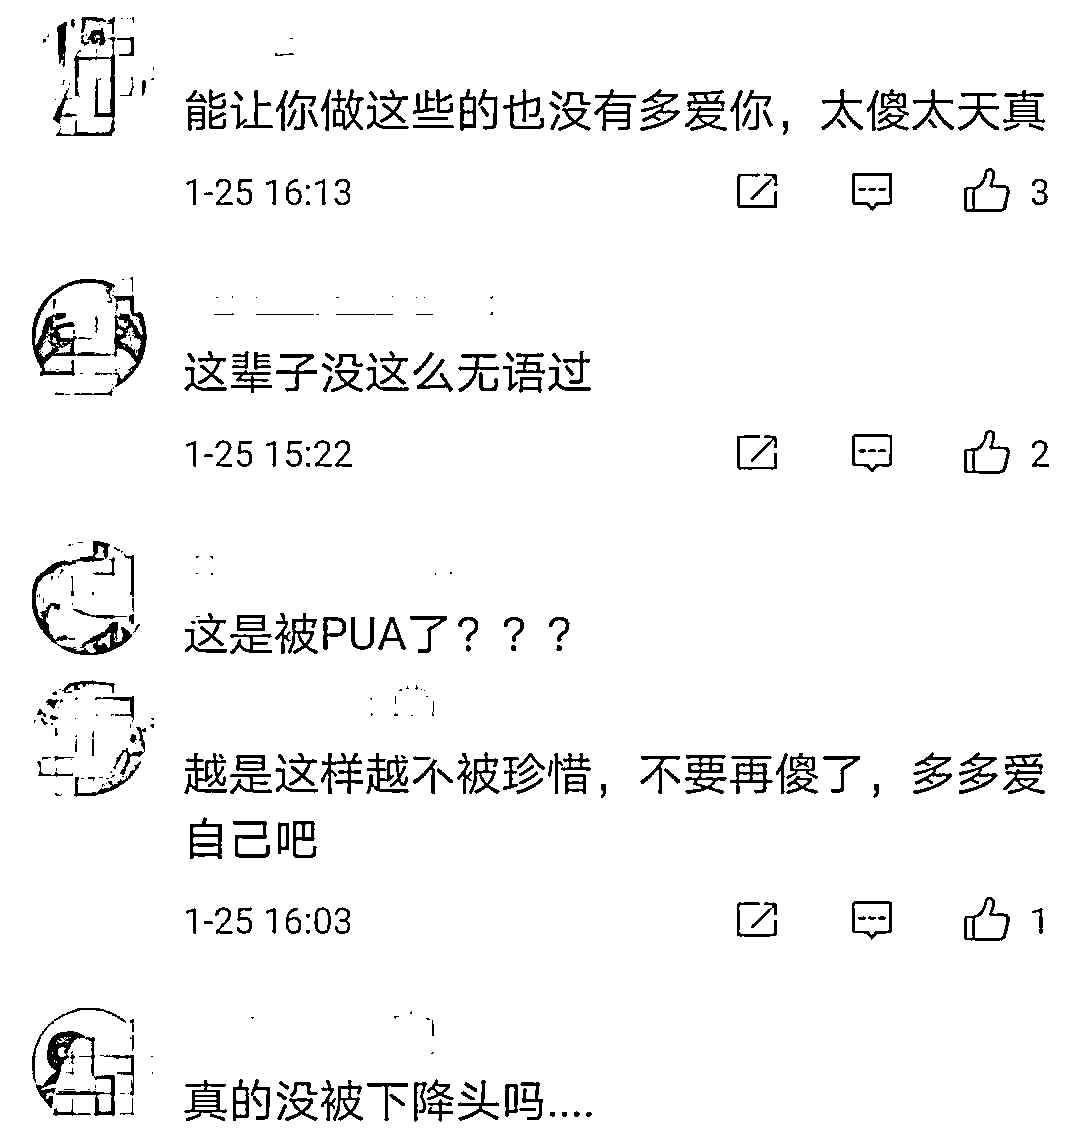 能让你做这些的也没有多爱你，太傻太天真
1-25 16:13 3
这辈子没这么无语过
1-25 15:22 2
这是被PUA了？？？
越是这样越不被珍惜，不要再傻了，多多爱
自己吧
1-25 16:03 1
真的没被下降头吗....